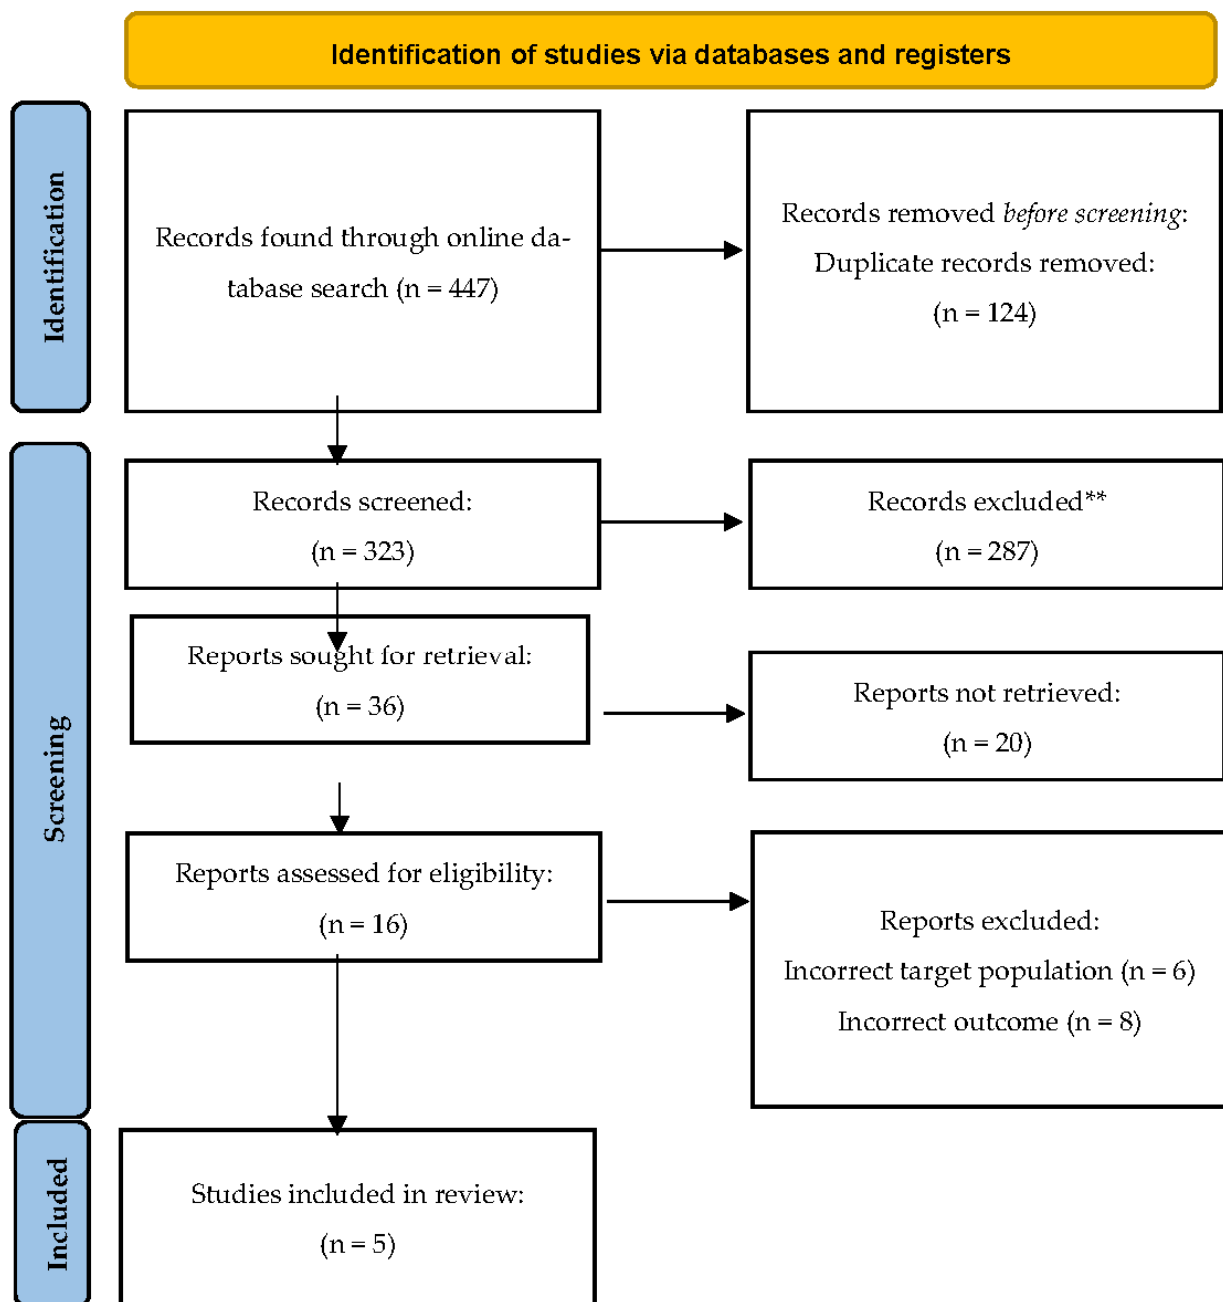 Identification of studies via databases and registers
Identification
Records found through online da-
tabase search (n = 447)
Records removed before screening:
Duplicate records removed:
(n = 124)
Screening
Records screened:
(n = 323)
Records excluded**
(n = 287)
Reports sought for retrieval:
(n = 36)
Reports not retrieved:
(n = 20)
Reports assessed for eligibility:
(n = 16)
Reports excluded:
Incorrect target population (n = 6)
Incorrect outcome (n = 8)
Included
Studies included in review:
(n = 5)